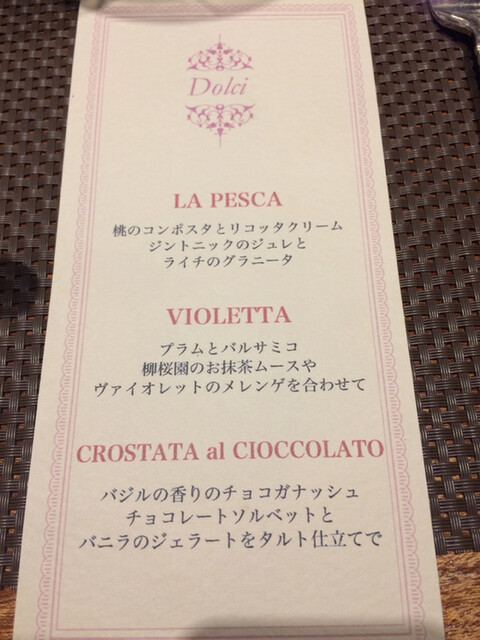 Dolci
LA PESCA
桃のコンポスタとリコッタクリーム
ジントニックのジュレと
ライチのグラニータ
VIOLETTA
プラムとバルサミコ
柳桜園のお抹茶ムースや
ヴァイオレットのメレンゲを合わせて
CROSTATA al CIOCCOLATO
バジルの香りのチョコガナッシュ
チョコレートソルベットと
バニラのジェラートをタルト仕立てで